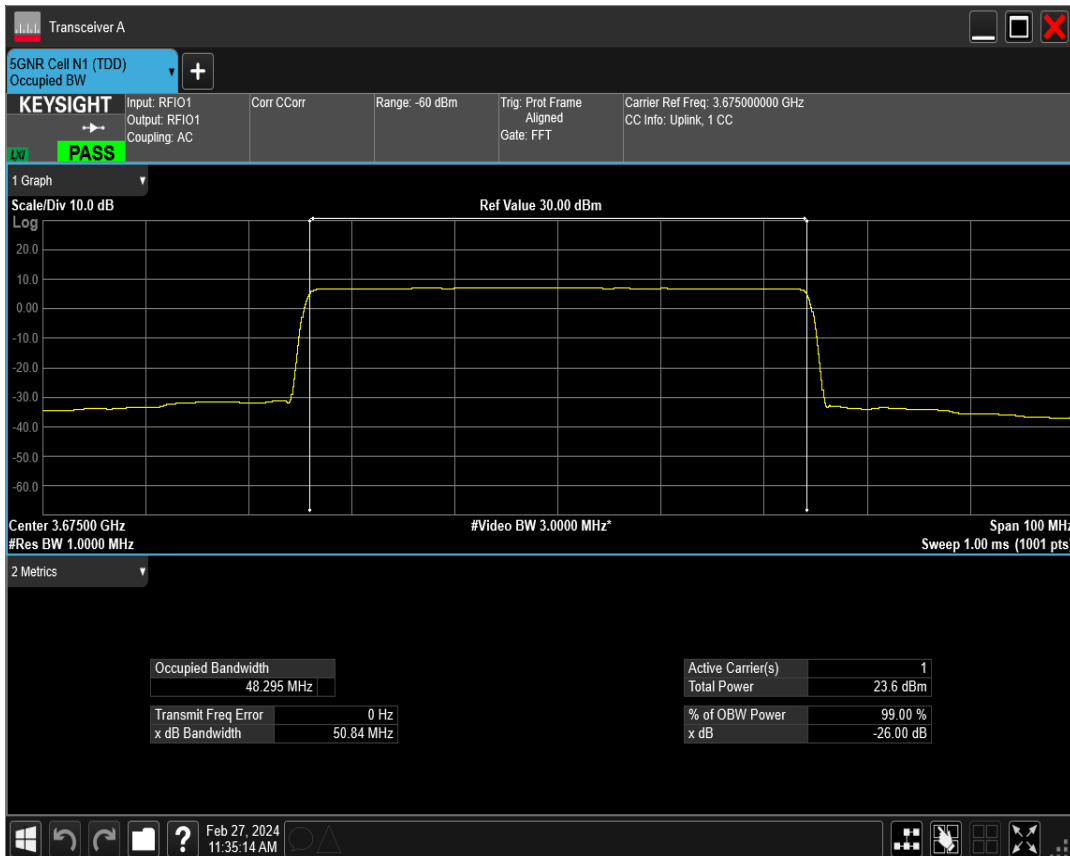 Transceiver A
5GNR Cell N1 (TDD)
Occupied BW
KEYSIGHT
LXI
PASS
Input: RFIO1
Output: RFIO1
Coupling: AC
Corr CCorr
Range: -60 dBm
Trig: Prot Frame
Aligned
Gate: FFT
Carrier Ref Freq: 3.675000000 GHz
CC Info: Uplink, 1 CC
1 Graph
Scale/Div 10.0 dB
Ref Value 30.00 dBm
Log
20.0
10.0
0.00
-10.0
-20.0
-30.0
-40.0
-50.0
-60.0
Center 3.67500 GHz
#Video BW 3.0000 MHz*
Span 100 MHz
#Res BW 1.0000 MHz
Sweep 1.00 ms (1001 pts)
2 Metrics
Occupied Bandwidth
48.295 MHz
Transmit Freq Error 0 Hz
x dB Bandwidth 50.84 MHz
Active Carrier(s) 1
Total Power 23.6 dBm
% of OBW Power 99.00 %
x dB -26.00 dB
?
Feb 27, 2024
11:35:14 AM